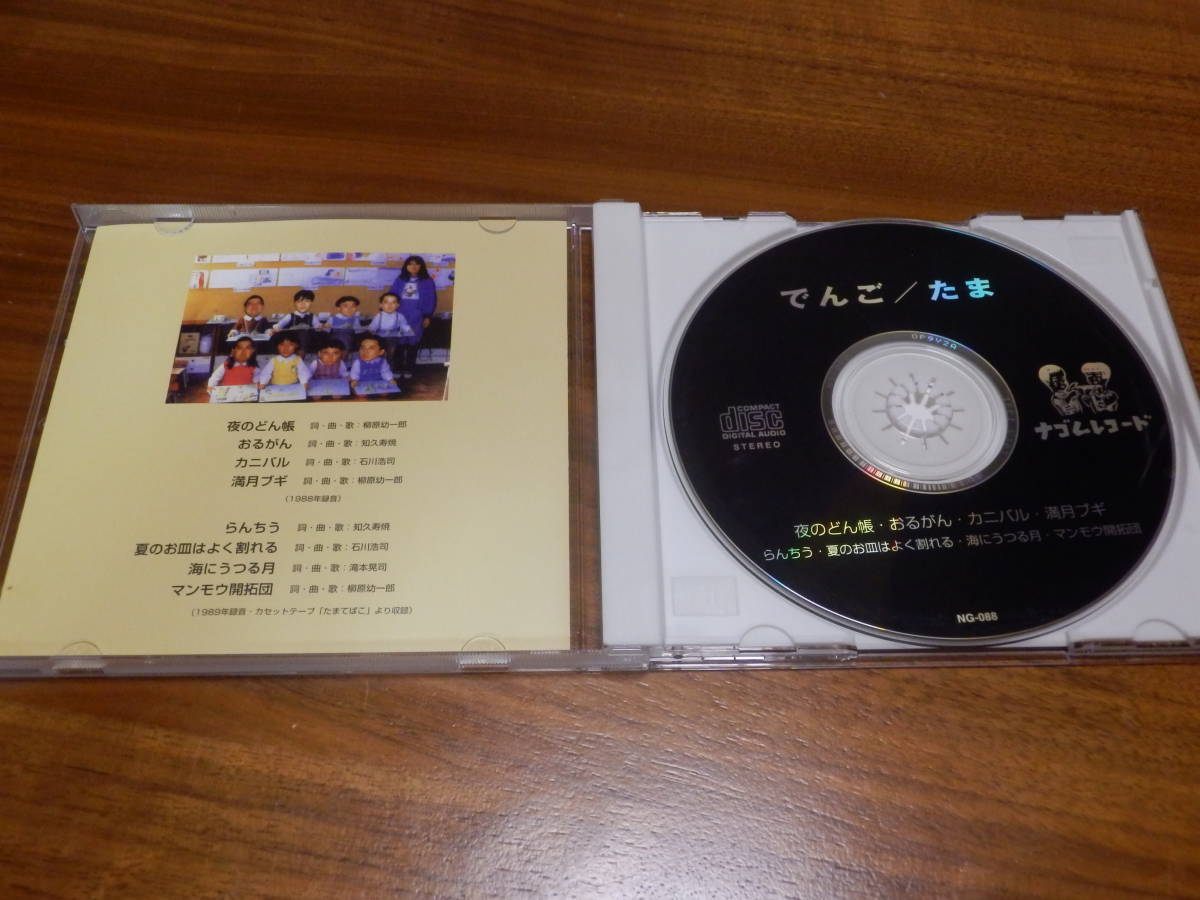 夜のどん帳 詞・曲・歌：柳原幼一郎
おるがん 詞・曲・歌：知久寿焼
カニバル 詞・曲・歌：石川浩司
満月ブギ 詞・曲・歌：柳原幼一郎
（1988年録音）
らんちう 詞・曲・歌：知久寿焼
夏のお皿はよく割れる 詞・曲・歌：石川浩司
海にうつる月 詞・曲・歌：滝本晃司
マンモウ開拓団 詞・曲・歌：柳原幼一郎
（1989年録音・カセットテープ「たまてばこ」より収録）
でんご／たま
DP9V2A
COMPACT
disc
DIGITAL AUDIO
STEREO
ナゴムレコード
夜のどん帳・おるがん・カニバル・満月ブギ
らんちう・夏のお皿はよく割れる・海にうつる月・マンモウ開拓団
NG-088